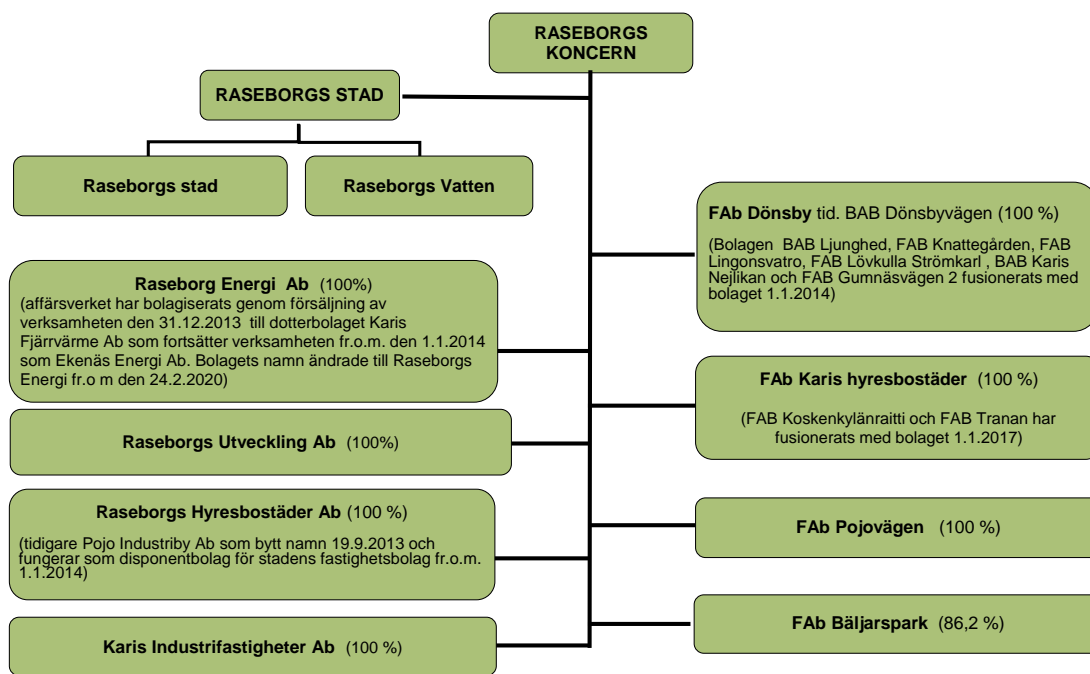 RASEBORGS
KONCERN
RASEBORGS STAD
Raseborgs stad
Raseborgs Vatten
FAb Dönsby tid. BAB Dönsbyvägen (100 %)
(Bolagen BAB Ljunghed, FAB Knattegården, FAB
Lingonsvatro, FAB Lövkulla Strömkarl , BAB Karis
Nejlikan och FAB Gumnäsvägen 2 fusionerats med
bolaget 1.1.2014)
Raseborg Energi Ab (100%)
(affärsverket har bolagiserats genom försäljning av
verksamheten den 31.12.2013 till dotterbolaget Karis
Fjärrvärme Ab som fortsätter verksamheten fr.o.m. den 1.1.2014
som Ekenäs Energi Ab. Bolagets namn ändrade till Raseborgs
Energi fr.o m den 24.2.2020)
FAb Karis hyresbostäder (100 %)
(FAB Koskenkylänraitti och FAB Tranan har
fusionerats med bolaget 1.1.2017)
Raseborgs Utveckling Ab (100%)
Raseborgs Hyresbostäder Ab (100 %)
(tidigare Pojo Industriby Ab som bytt namn 19.9.2013 och
fungerar som disponentbolag för stadens fastighetsbolag fr.o.m.
1.1.2014)
FAb Pojovägen (100 %)
FAb Bäljarspark (86,2 %)
Karis Industrifastigheter Ab (100 %)